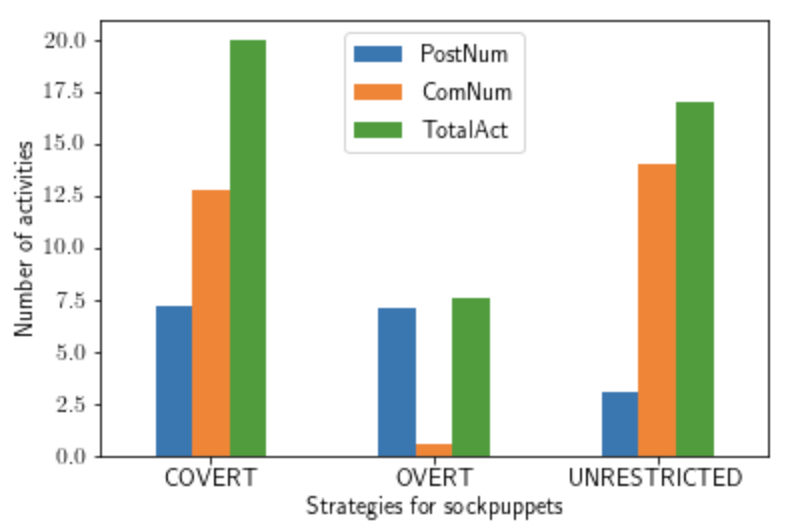 Number of activities
20.0
17.5
15.0
12.5
10.0
7.5
5.0
2.5
0.0
PostNum
ComNum
TotalAct
COVERT OVERT UNRESTRICTED
Strategies for sockpuppets